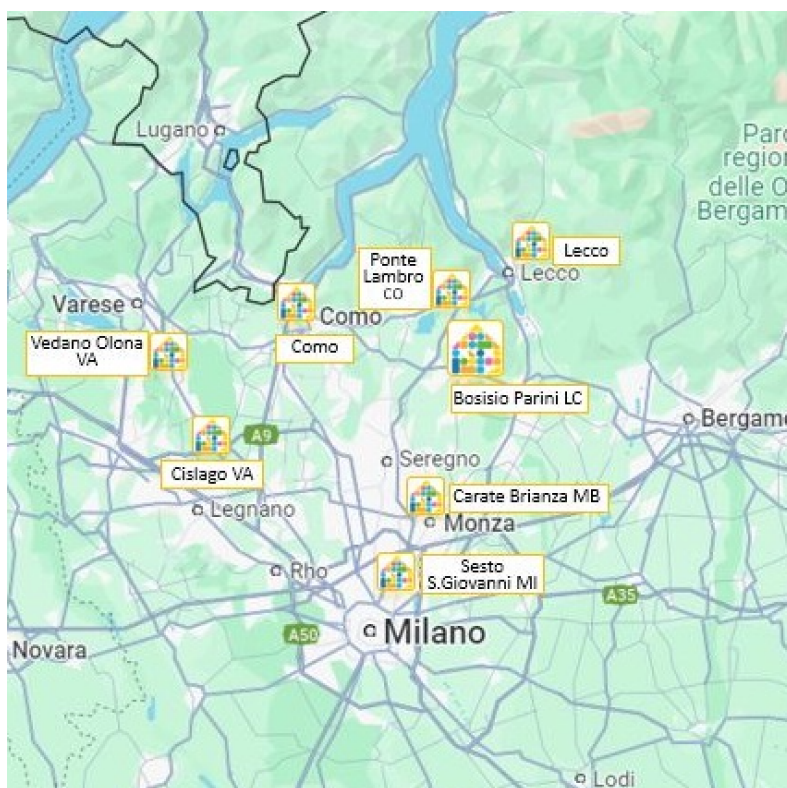 Lugano
Parc
region
delle O
Bergam
Lecco
Lecco
Ponte
Lambro
CO
Varese
Como
Como
Vedano Olona
VA
Bosisio Parini LC
Bergamo
A9
Seregno
Cislago VA
Legnano
Carate Brianza MB
Monza
Rho
Sesto
S.Giovanni MI
A35
A50
Milano
Novara
Lodi